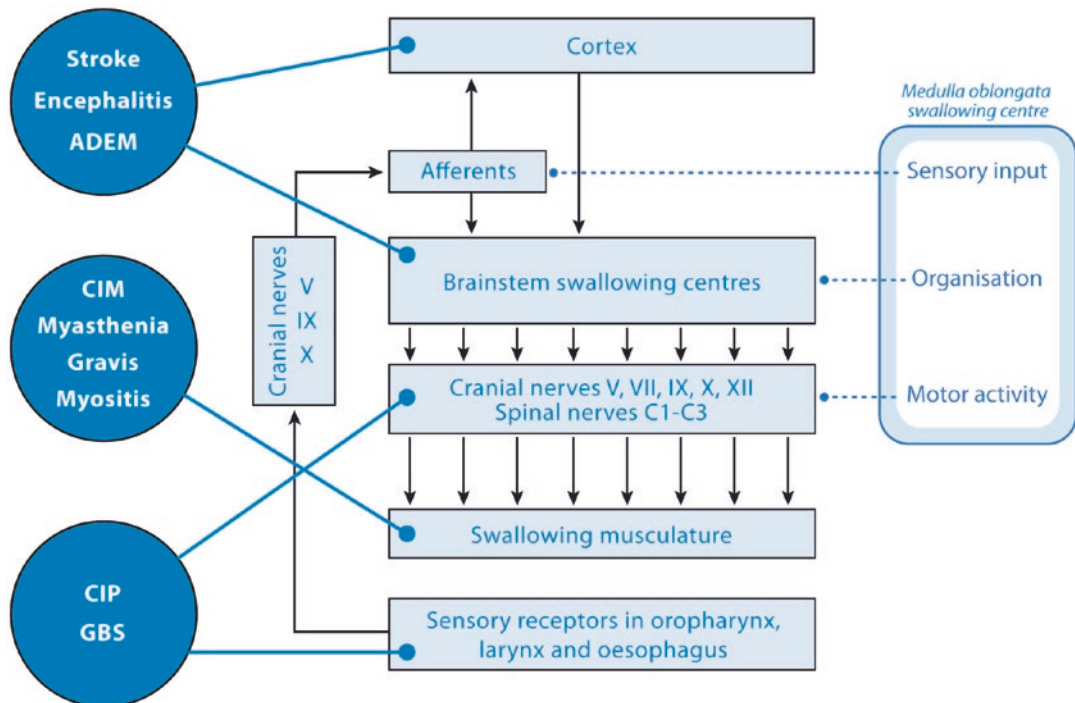 Stroke
Encephalitis
ADEM
CIM
Myasthenia
Gravis
Myositis
CIP
GBS
Cortex
Afferents
Cranial nerves
V
IX
X
Brainstem swallowing centres
Cranial nerves V, VII, IX, X, XII
Spinal nerves C1-C3
Swallowing musculature
Sensory receptors in oropharynx,
larynx and oesophagus
Medulla oblongata
swallowing centre
Sensory input
Organisation
Motor activity